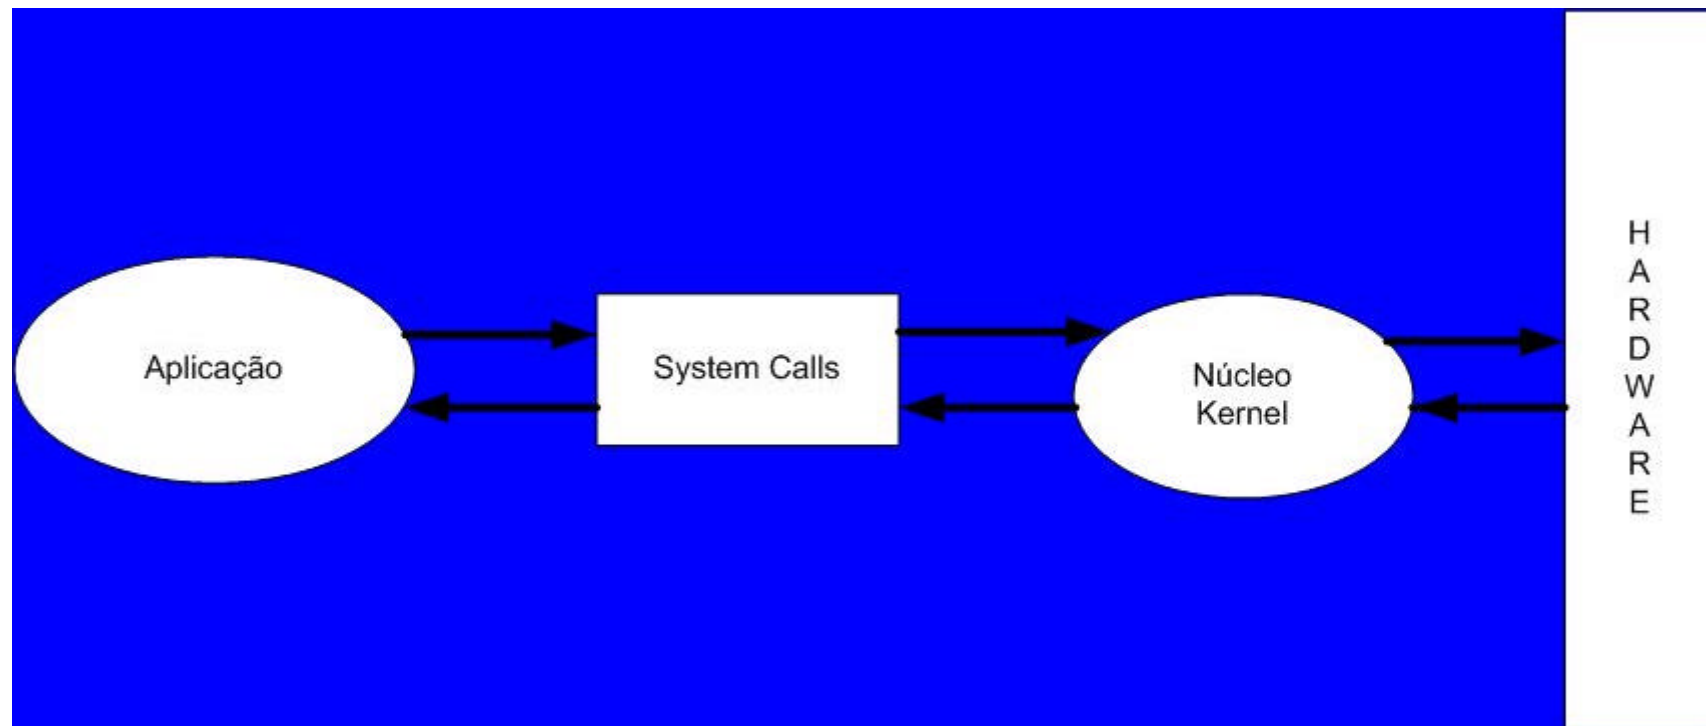 Aplicação
System Calls
Núcleo
Kernel
HARDWARE